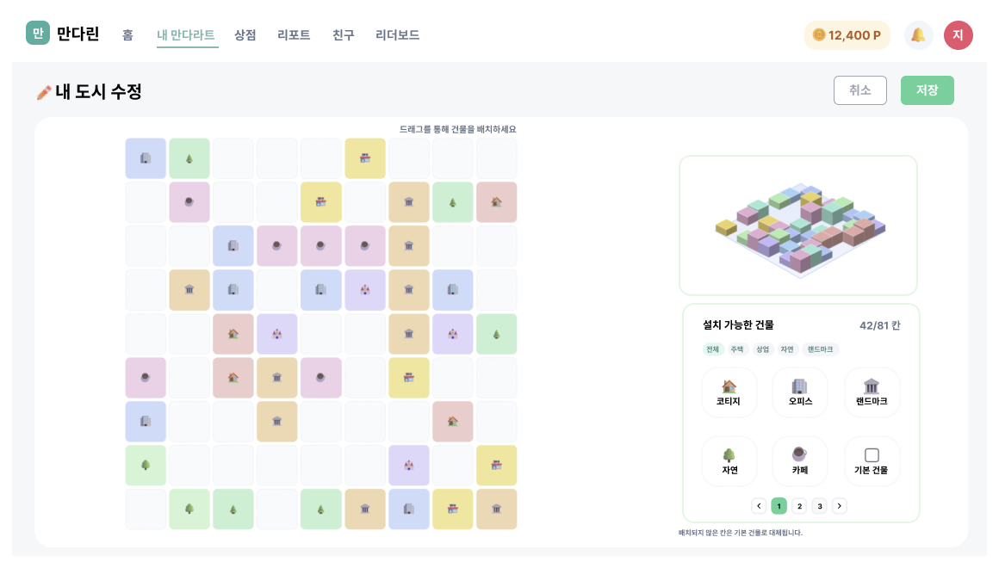 만 만다린 홈 내 만다라트 상점 리포트 친구 리더보드 12,400 P 지
내 도시 수정 취소 저장
드래그를 통해 건물을 배치하세요
설치 가능한 건물 42/81 칸
전체 주택 상업 자연 랜드마크
코티지 오피스 랜드마크
자연 카페 기본 건물
< 1 2 3 >
배치되지 않은 칸은 기본 건물로 대체됩니다.